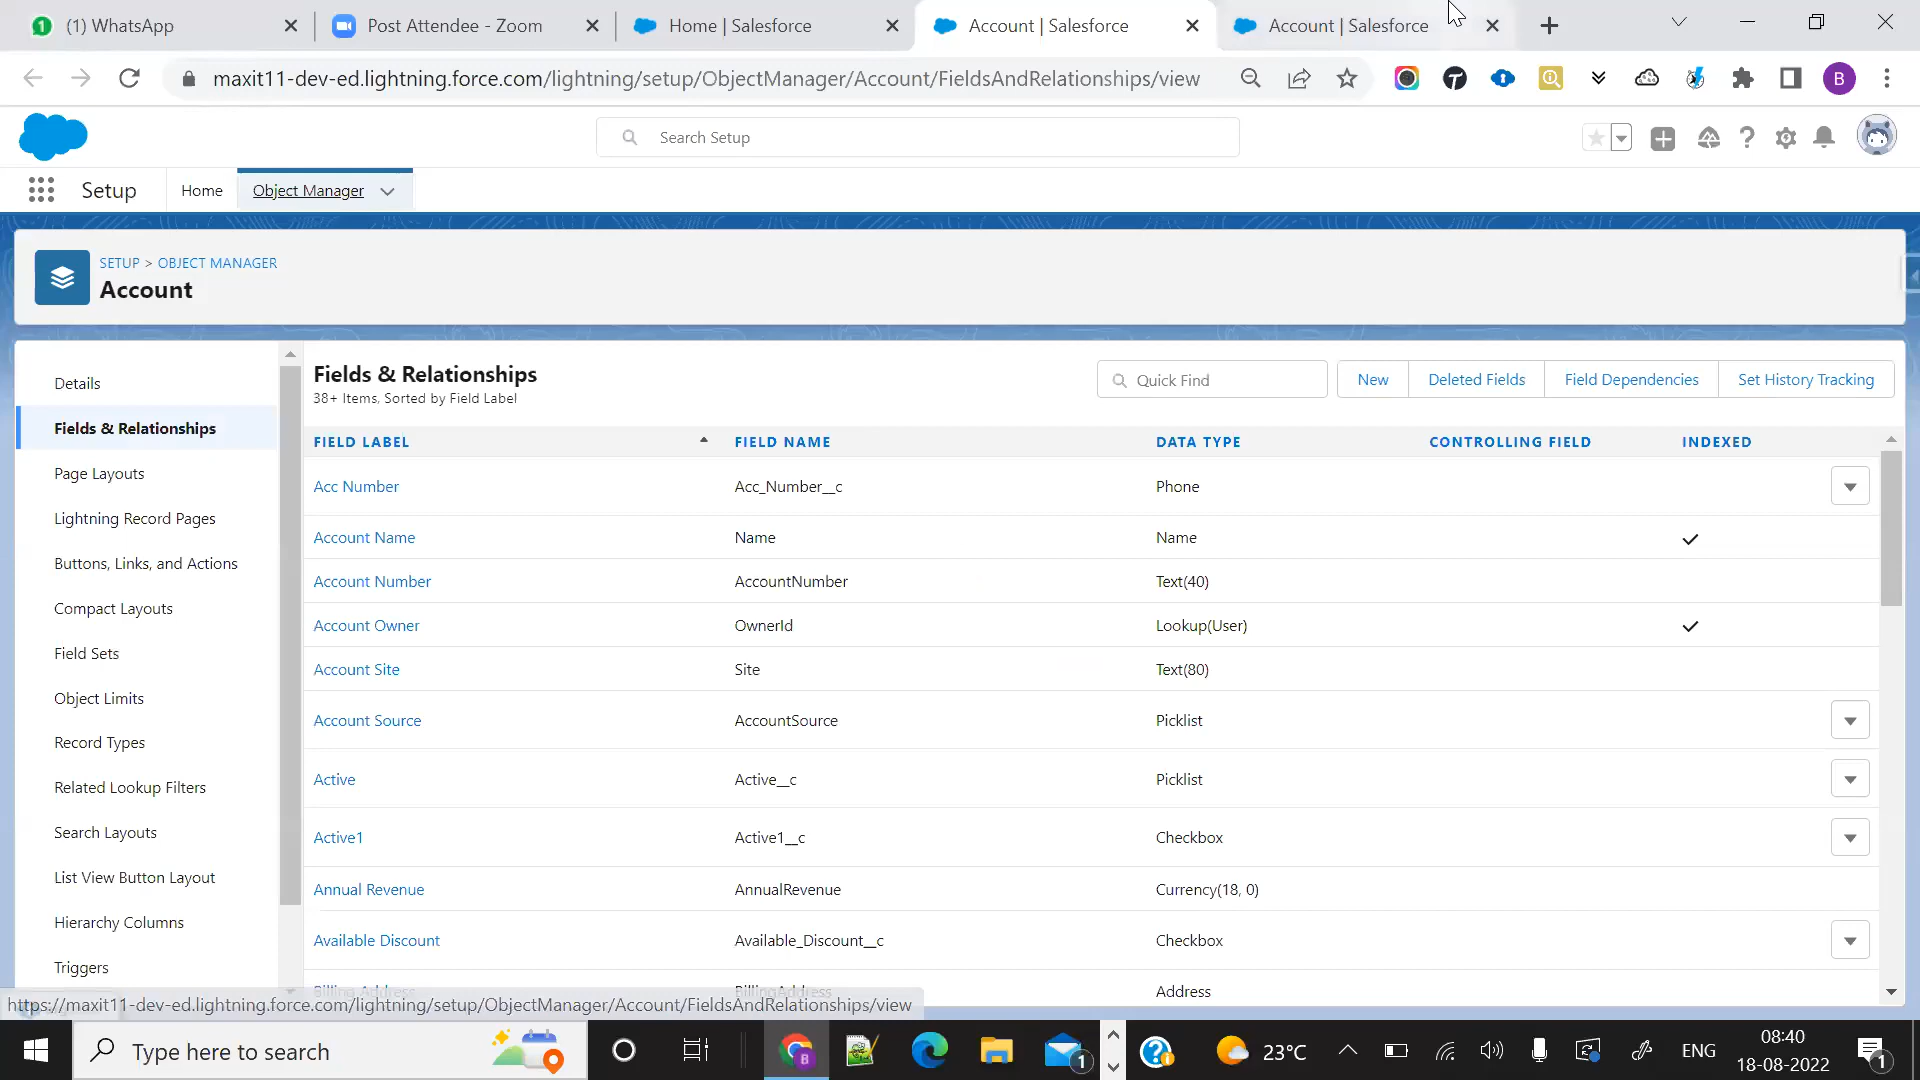 (1) WhatsApp
Post Attendee - Zoom
Home | Salesforce
Account | Salesforce
Account | Salesforce
maxit11-dev-ed.lightning.force.com/lightning/setup/ObjectManager/Account/FieldsAndRelationships/view
B
Search Setup
Setup
Home
Object Manager
SETUP > OBJECT MANAGER
Account
Details
Fields & Relationships
Page Layouts
Lightning Record Pages
Buttons, Links, and Actions
Compact Layouts
Field Sets
Object Limits
Record Types
Related Lookup Filters
Search Layouts
List View Button Layout
Hierarchy Columns
Triggers
Fields & Relationships
38+ Items, Sorted by Field Label
Quick Find
New
Deleted Fields
Field Dependencies
Set History Tracking
FIELD LABEL FIELD NAME DATA TYPE CONTROLLING FIELD INDEXED
Acc Number Acc_Number__c Phone
Account Name Name Name
Account Number AccountNumber Text(40)
Account Owner OwnerId Lookup(User)
Account Site Site Text(80)
Account Source AccountSource Picklist
Active Active__c Picklist
Active1 Active1__c Checkbox
Annual Revenue AnnualRevenue Currency(18, 0)
Available Discount Available_Discount__c Checkbox
Billing Address BillingAddress Address
https://maxit11-dev-ed.lightning.force.com/lightning/setup/ObjectManager/Account/FieldsAndRelationships/view
Type here to search
B
1
23°C
ENG
08:40
18-08-2022
1